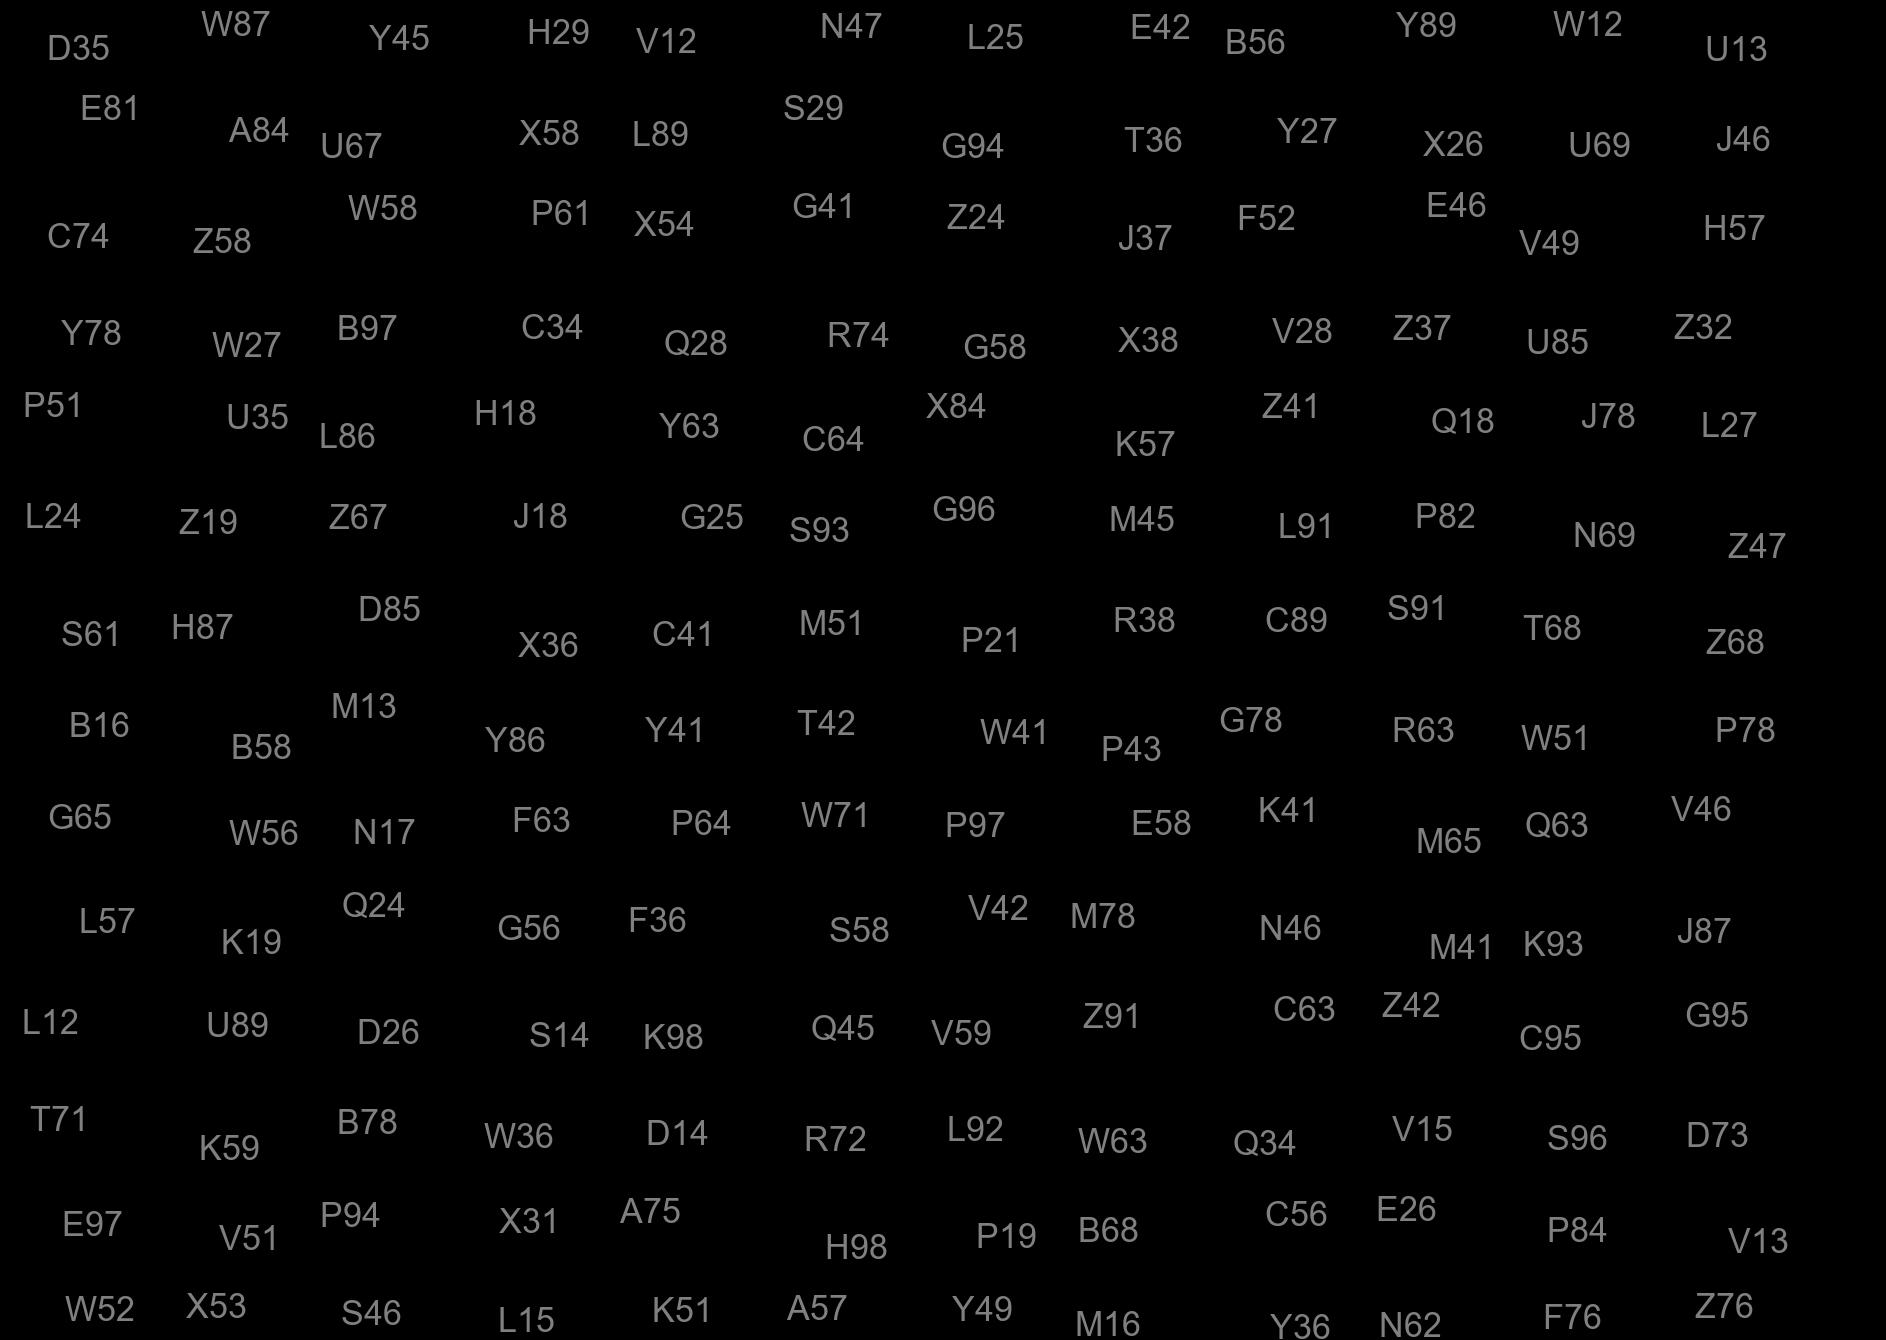 D35 W87 Y45 H29 V12 N47 L25 E42 B56 Y89 W12 U13
E81 A84 U67 X58 L89 S29 G94 T36 Y27 X26 U69 J46
C74 Z58 W58 P61 X54 G41 Z24 J37 F52 E46 V49 H57
Y78 W27 B97 C34 Q28 R74 G58 X38 V28 Z37 U85 Z32
P51 U35 L86 H18 Y63 C64 X84 K57 Z41 Q18 J78 L27
L24 Z19 Z67 J18 G25 S93 G96 M45 L91 P82 N69 Z47
S61 H87 D85 X36 C41 M51 P21 R38 C89 S91 T68 Z68
B16 B58 M13 Y86 Y41 T42 W41 P43 G78 R63 W51 P78
G65 W56 N17 F63 P64 W71 P97 E58 K41 M65 Q63 V46
L57 K19 Q24 G56 F36 S58 V42 M78 N46 M41 K93 J87
L12 U89 D26 S14 K98 Q45 V59 Z91 C63 Z42 C95 G95
T71 K59 B78 W36 D14 R72 L92 W63 Q34 V15 S96 D73
E97 V51 P94 X31 A75 H98 P19 B68 C56 E26 P84 V13
W52 X53 S46 L15 K51 A57 Y49 M16 Y36 N62 F76 Z76